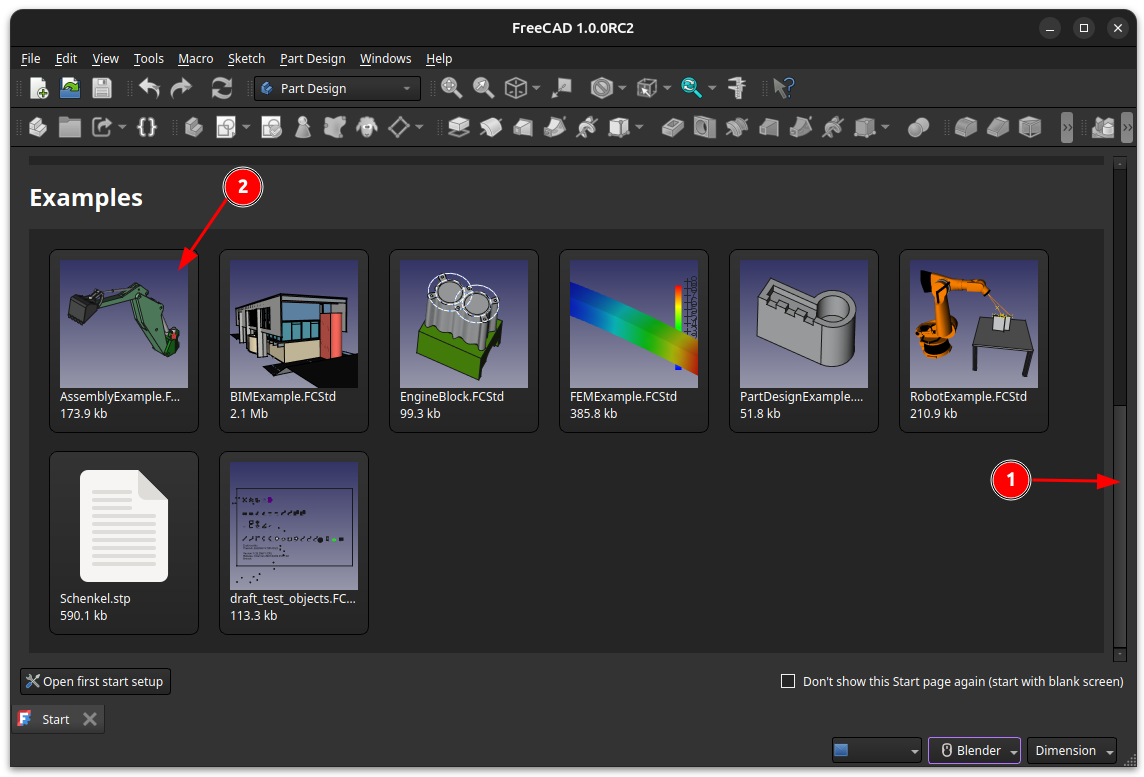 FreeCAD 1.0.0RC2
File Edit View Tools Macro Sketch Part Design Windows Help
Part Design
Examples
2
AssemblyExample.F...
173.9 kb
BIMExample.FCStd
2.1 Mb
EngineBlock.FCStd
99.3 kb
FEMExample.FCStd
385.8 kb
PartDesignExample....
51.8 kb
RobotExample.FCStd
210.9 kb
1
Schenkel.stp
590.1 kb
draft_test_objects.FC...
113.3 kb
Open first start setup
Don't show this Start page again (start with blank screen)
Start
Blender
Dimension